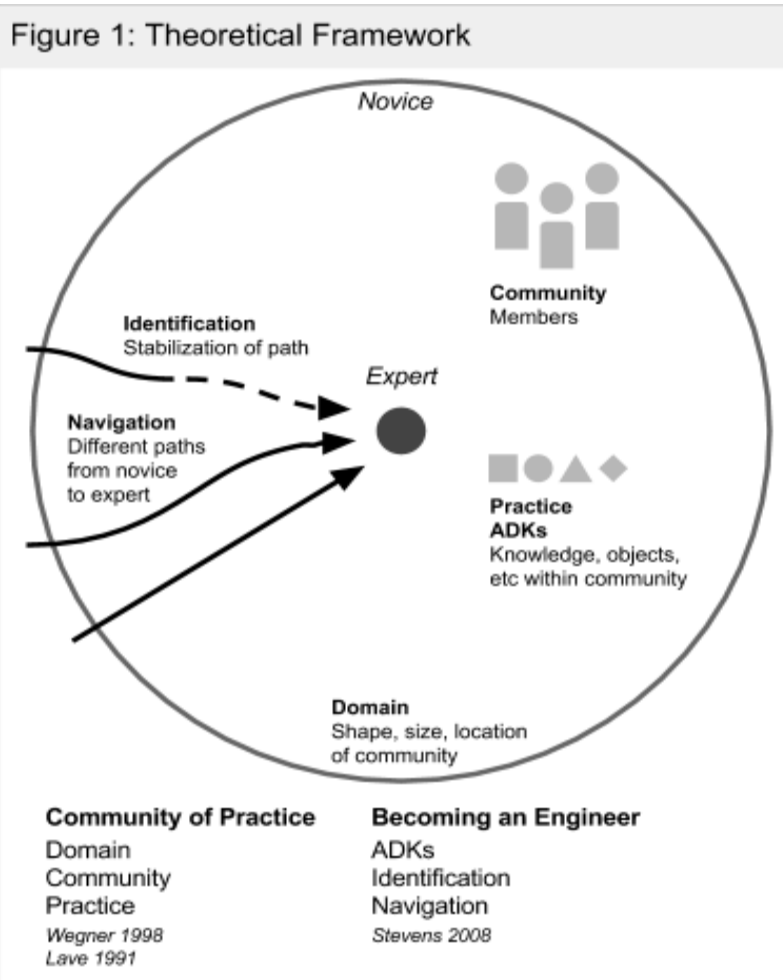 Figure 1: Theoretical Framework
Novice
Community
Members
Identification
Stabilization of path
Expert
Navigation
Different paths
from novice
to expert
Practice
ADKs
Knowledge, objects,
etc within community
Domain
Shape, size, location
of community
Community of Practice
Domain
Community
Practice
Wegner 1998
Lave 1991
Becoming an Engineer
ADKs
Identification
Navigation
Stevens 2008